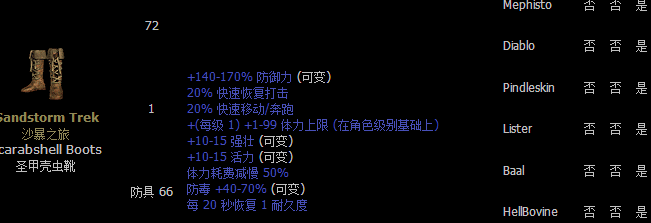 72
Sandstorm Trek
沙暴之旅
carabshell Boots
圣甲壳虫靴
1
防具 66
+140-170% 防御力 (可变)
20% 快速恢复打击
20% 快速移动/奔跑
+(每级 1) +1-99 体力上限 (在角色级别基础上)
+10-15 强壮 (可变)
+10-15 活力 (可变)
体力耗费减慢 50%
防毒 +40-70% (可变)
每 20 秒恢复 1 耐久度
Mephisto 否 否 是
Diablo 否 否 是
Pindleskin 否 否 是
Lister 否 否 是
Baal 否 否 是
HellBovine 否 否 是